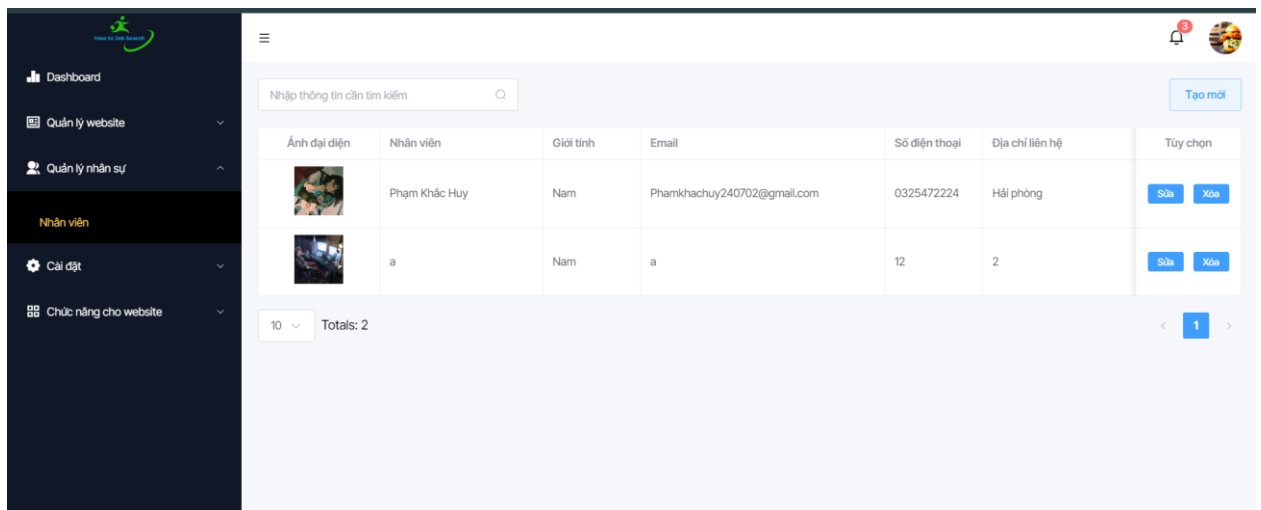 How to Job Search
3
Dashboard
Quản lý website
Quản lý nhân sự
Nhân viên
Cài đặt
Chức năng cho website
Nhập thông tin cần tìm kiếm
Tạo mới
Ảnh đại diện Nhân viên Giới tính Email Số điện thoại Địa chỉ liên hệ Tùy chọn
Phạm Khắc Huy Nam Phamkhachuy240702@gmail.com 0325472224 Hải phòng Sửa Xóa
a Nam a 12 2 Sửa Xóa
10 Totals: 2 1